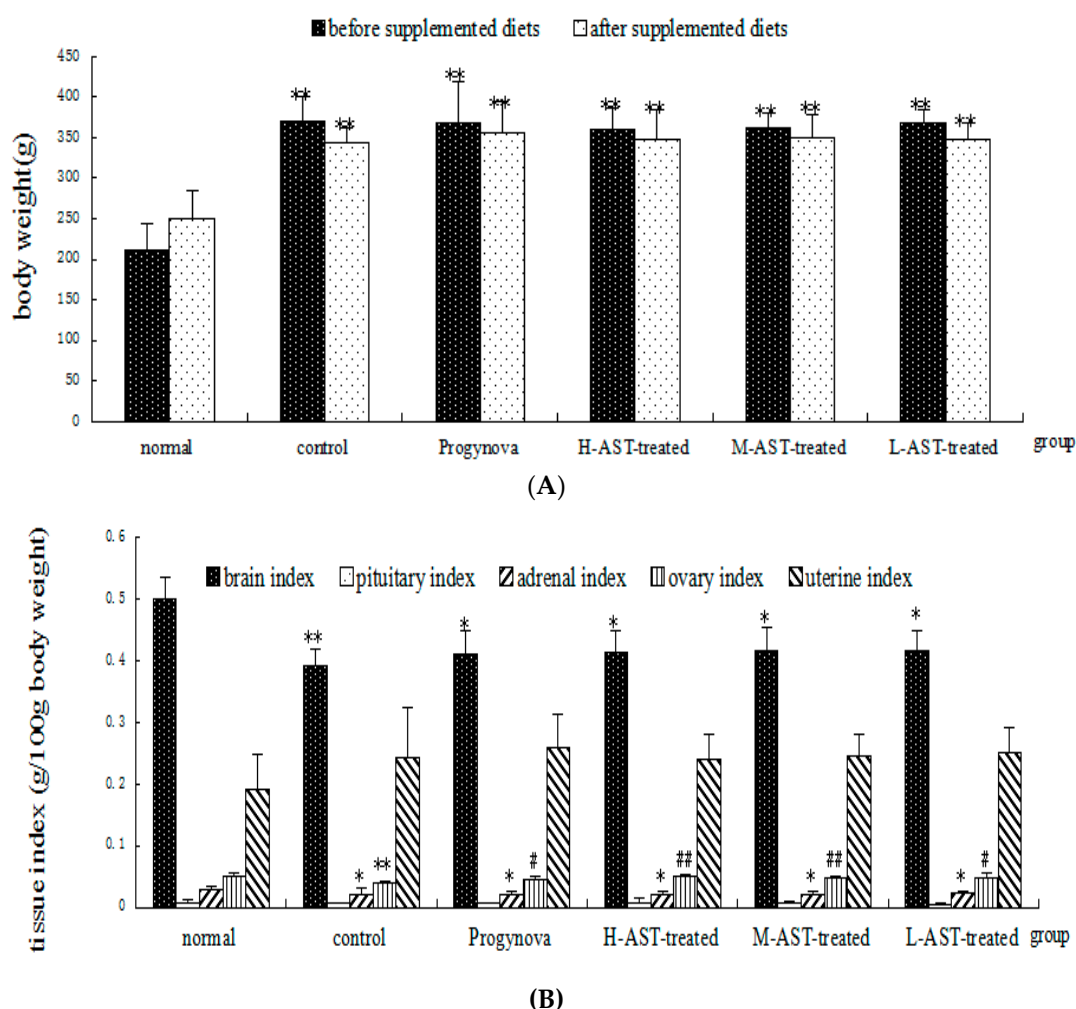 before supplemented diets after supplemented diets
450
400
350
300
250
200
150
100
50
0
body weight(g)
** ** ** ** ** ** ** ** ** **
normal control Progynova H-AST-treated M-AST-treated L-AST-treated group
(A)
0.6
0.5
0.4
0.3
0.2
0.1
0
tissue index (g/100g body weight)
brain index pituitary index adrenal index ovary index uterine index
** * * * *
* ** * # * ## * ## * #
normal control Progynova H-AST-treated M-AST-treated L-AST-treated group
(B)